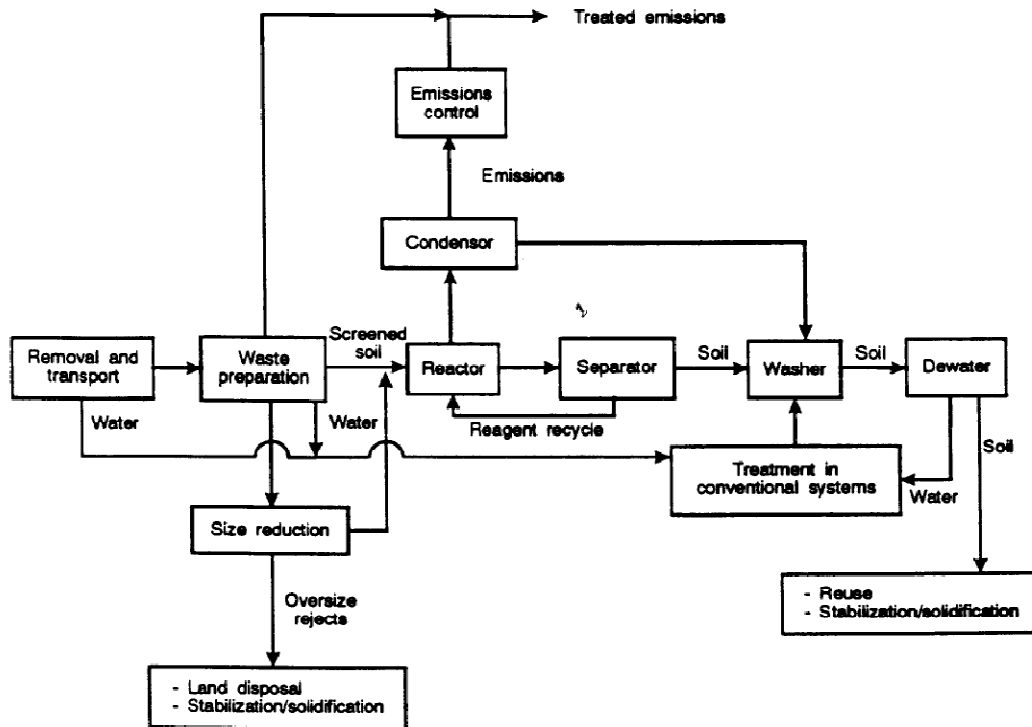 Treated emissions
Emissions
control
Emissions
Condensor
Removal and
transport
Waste
preparation
Screened
soil
Reactor
Separator
Soil
Washer
Soil
Dewater
Water
Water
Reagent recycle
Treatment in
conventional systems
Water
Soil
Size reduction
Oversize
rejects
- Reuse
- Stabilization/solidification
- Land disposal
- Stabilization/solidification